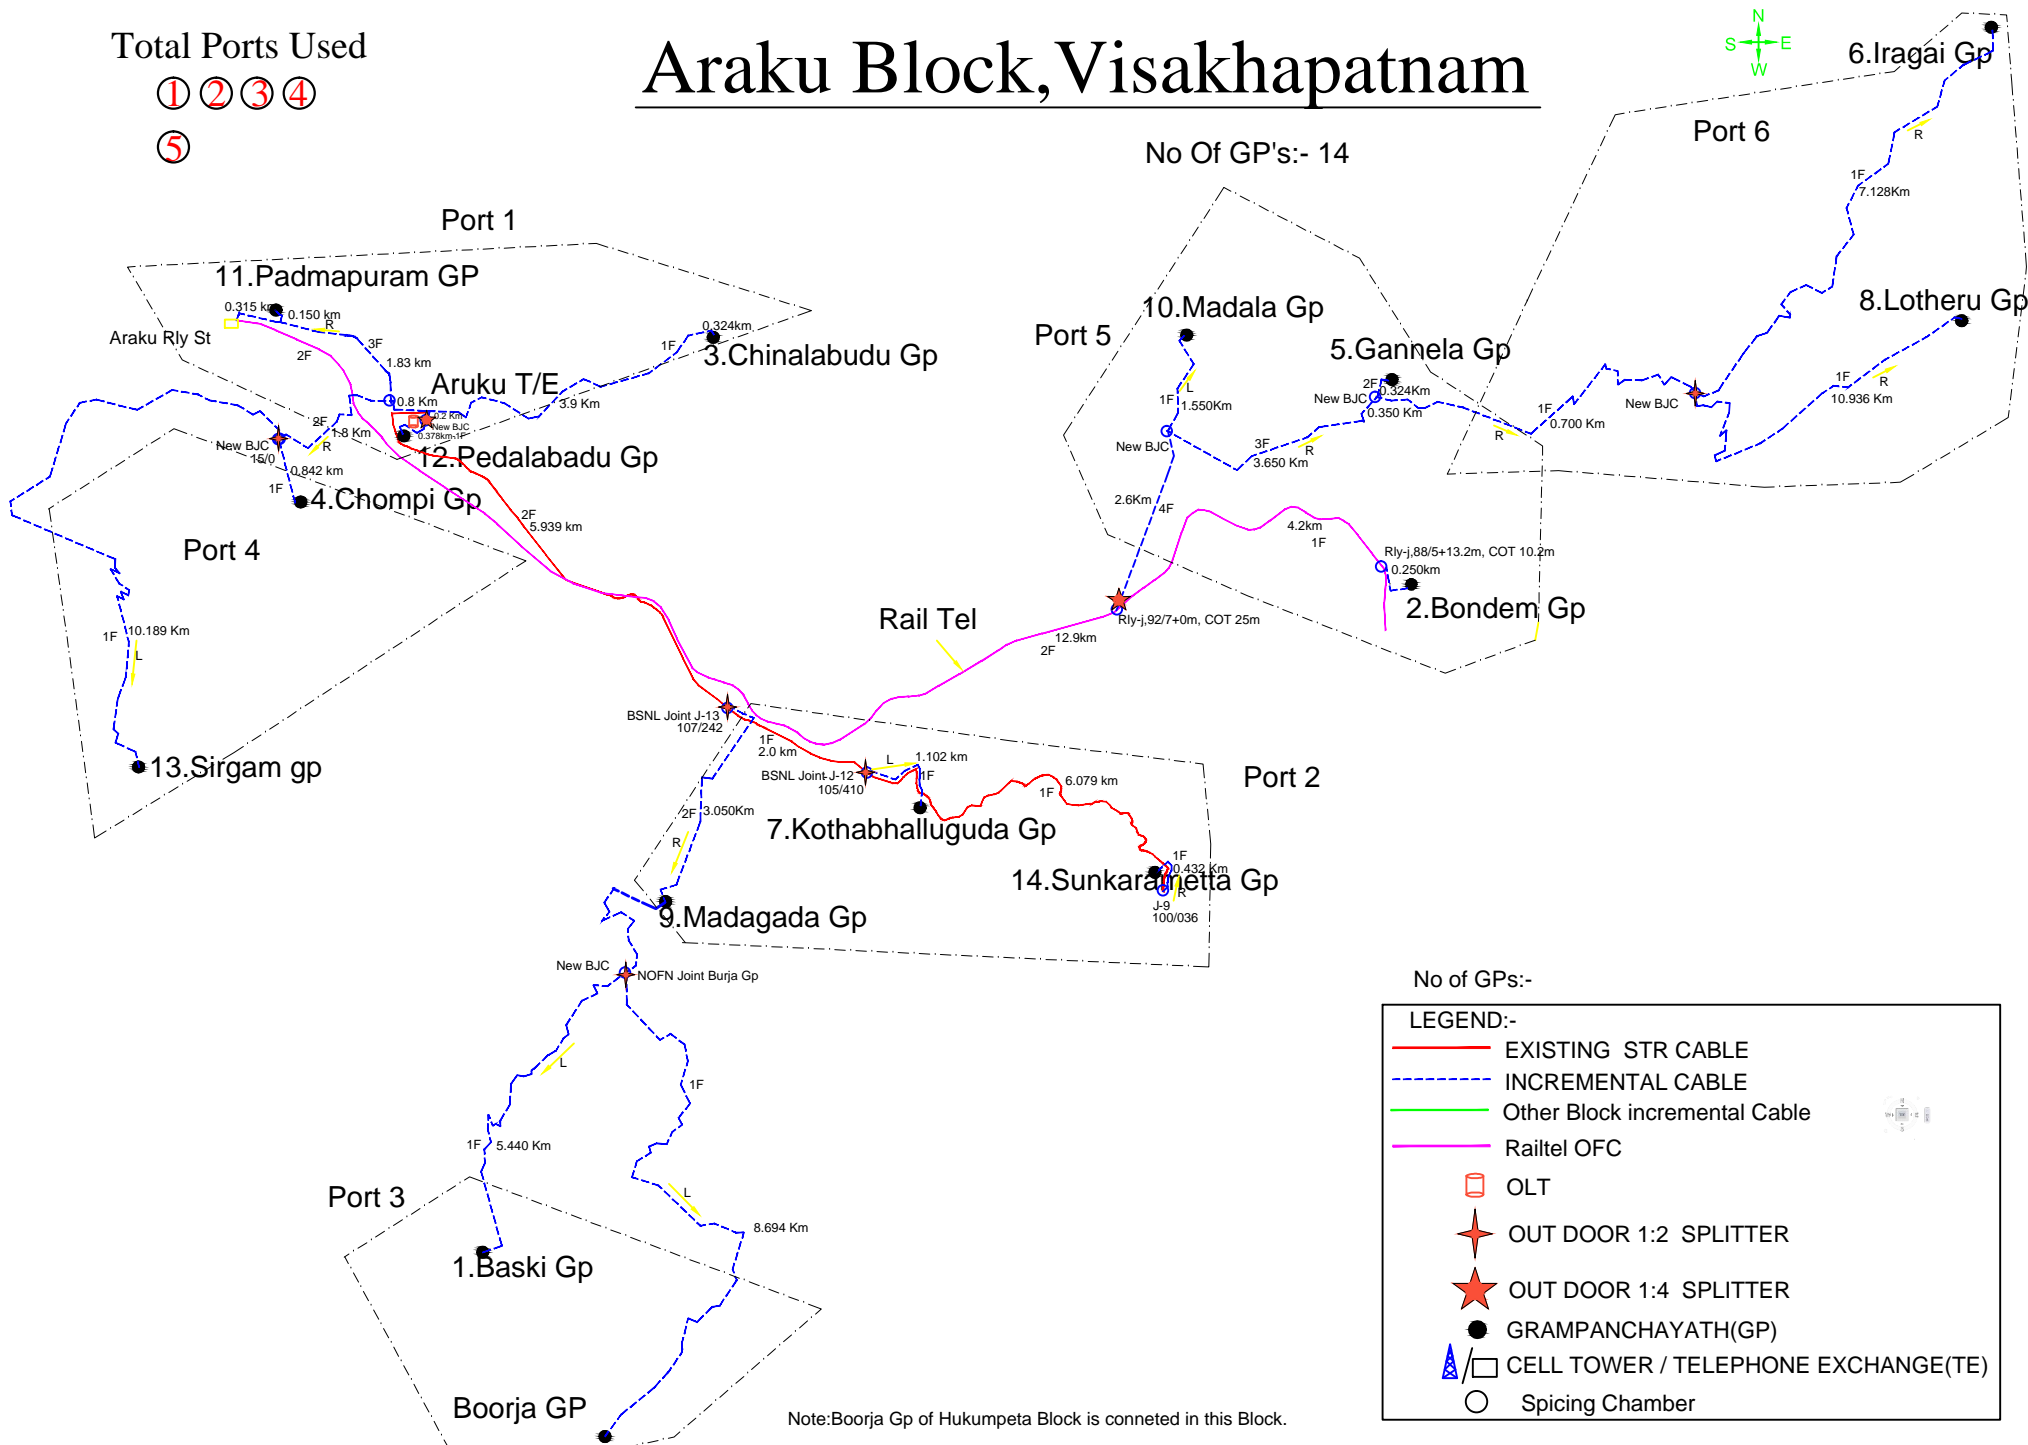 Total Ports Used
1 2 3 4
5
Araku Block,Visakhapatnam
N
S E
W
No Of GP's:- 14
6.Iragai Gp
Port 6
R
1F
7.128Km
8.Lotheru Gp
1F
10.936 Km
R
New BJC
1F
0.700 Km
R
Port 1
11.Padmapuram GP
0.315 km
0.150 km
R
Araku Rly St
2F
3F
1.83 km
0.324km
1F
3.Chinalabudu Gp
Aruku T/E
3.9 Km
0.8 Km
0.2 Km
New BJC
0.378km-1F
12.Pedalabadu Gp
2F
1.8 Km
R
New BJC
15/0
0.842 km
1F
4.Chompi Gp
Port 4
1F
10.189 Km
L
13.Sirgam gp
2F
5.939 km
Port 5
10.Madala Gp
L
1F
1.550Km
New BJC
5.Gannela Gp
2F
0.324Km
New BJC
0.350 Km
3F
3.650 Km
R
2.6Km
4F
4.2km
1F
Rly-j,88/5+13.2m, COT 10.2m
0.250km
2.Bondem Gp
Rly-j,92/7+0m, COT 25m
Rail Tel
12.9km
2F
BSNL Joint J-13
107/242
1F
2.0 km
BSNL Joint-J-12
105/410
L
1.102 km
1F
6.079 km
1F
Port 2
7.Kothabhalluguda Gp
1F
0.432 Km
14.Sunkarametta Gp
R
J-9
100/036
2F
3.050Km
R
9.Madagada Gp
New BJC
NOFN Joint Burja Gp
L
1F
1F
5.440 Km
L
8.694 Km
Port 3
1.Baski Gp
Boorja GP
Note:Boorja Gp of Hukumpeta Block is conneted in this Block.
No of GPs:-
LEGEND:-
EXISTING STR CABLE
INCREMENTAL CABLE
Other Block incremental Cable
Railtel OFC
OLT
OUT DOOR 1:2 SPLITTER
OUT DOOR 1:4 SPLITTER
GRAMPANCHAYATH(GP)
CELL TOWER / TELEPHONE EXCHANGE(TE)
Spicing Chamber